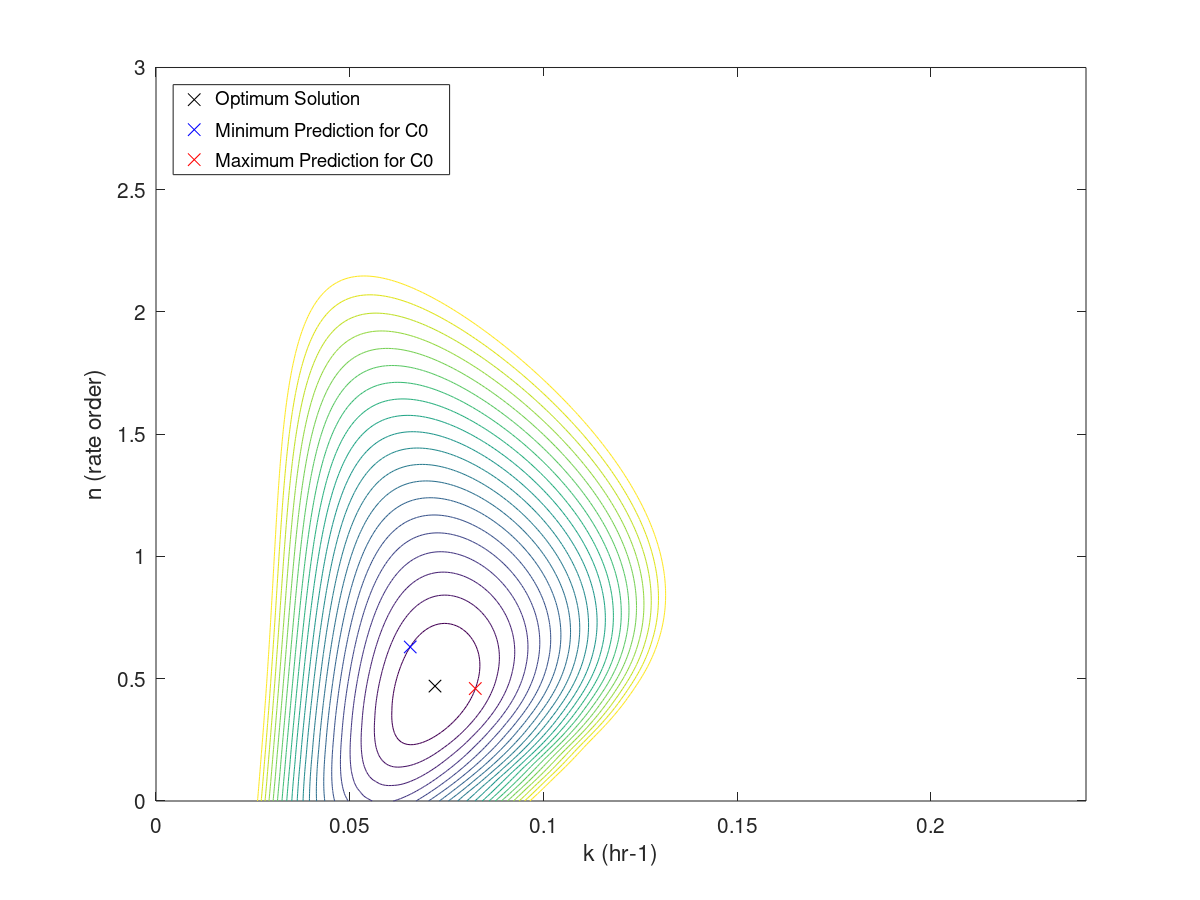 3
2.5
2
1.5
1
0.5
0
Optimum Solution
Minimum Prediction for C0
Maximum Prediction for C0
n (rate order)
0
0.05
0.1
0.15
0.2
k (hr-1)